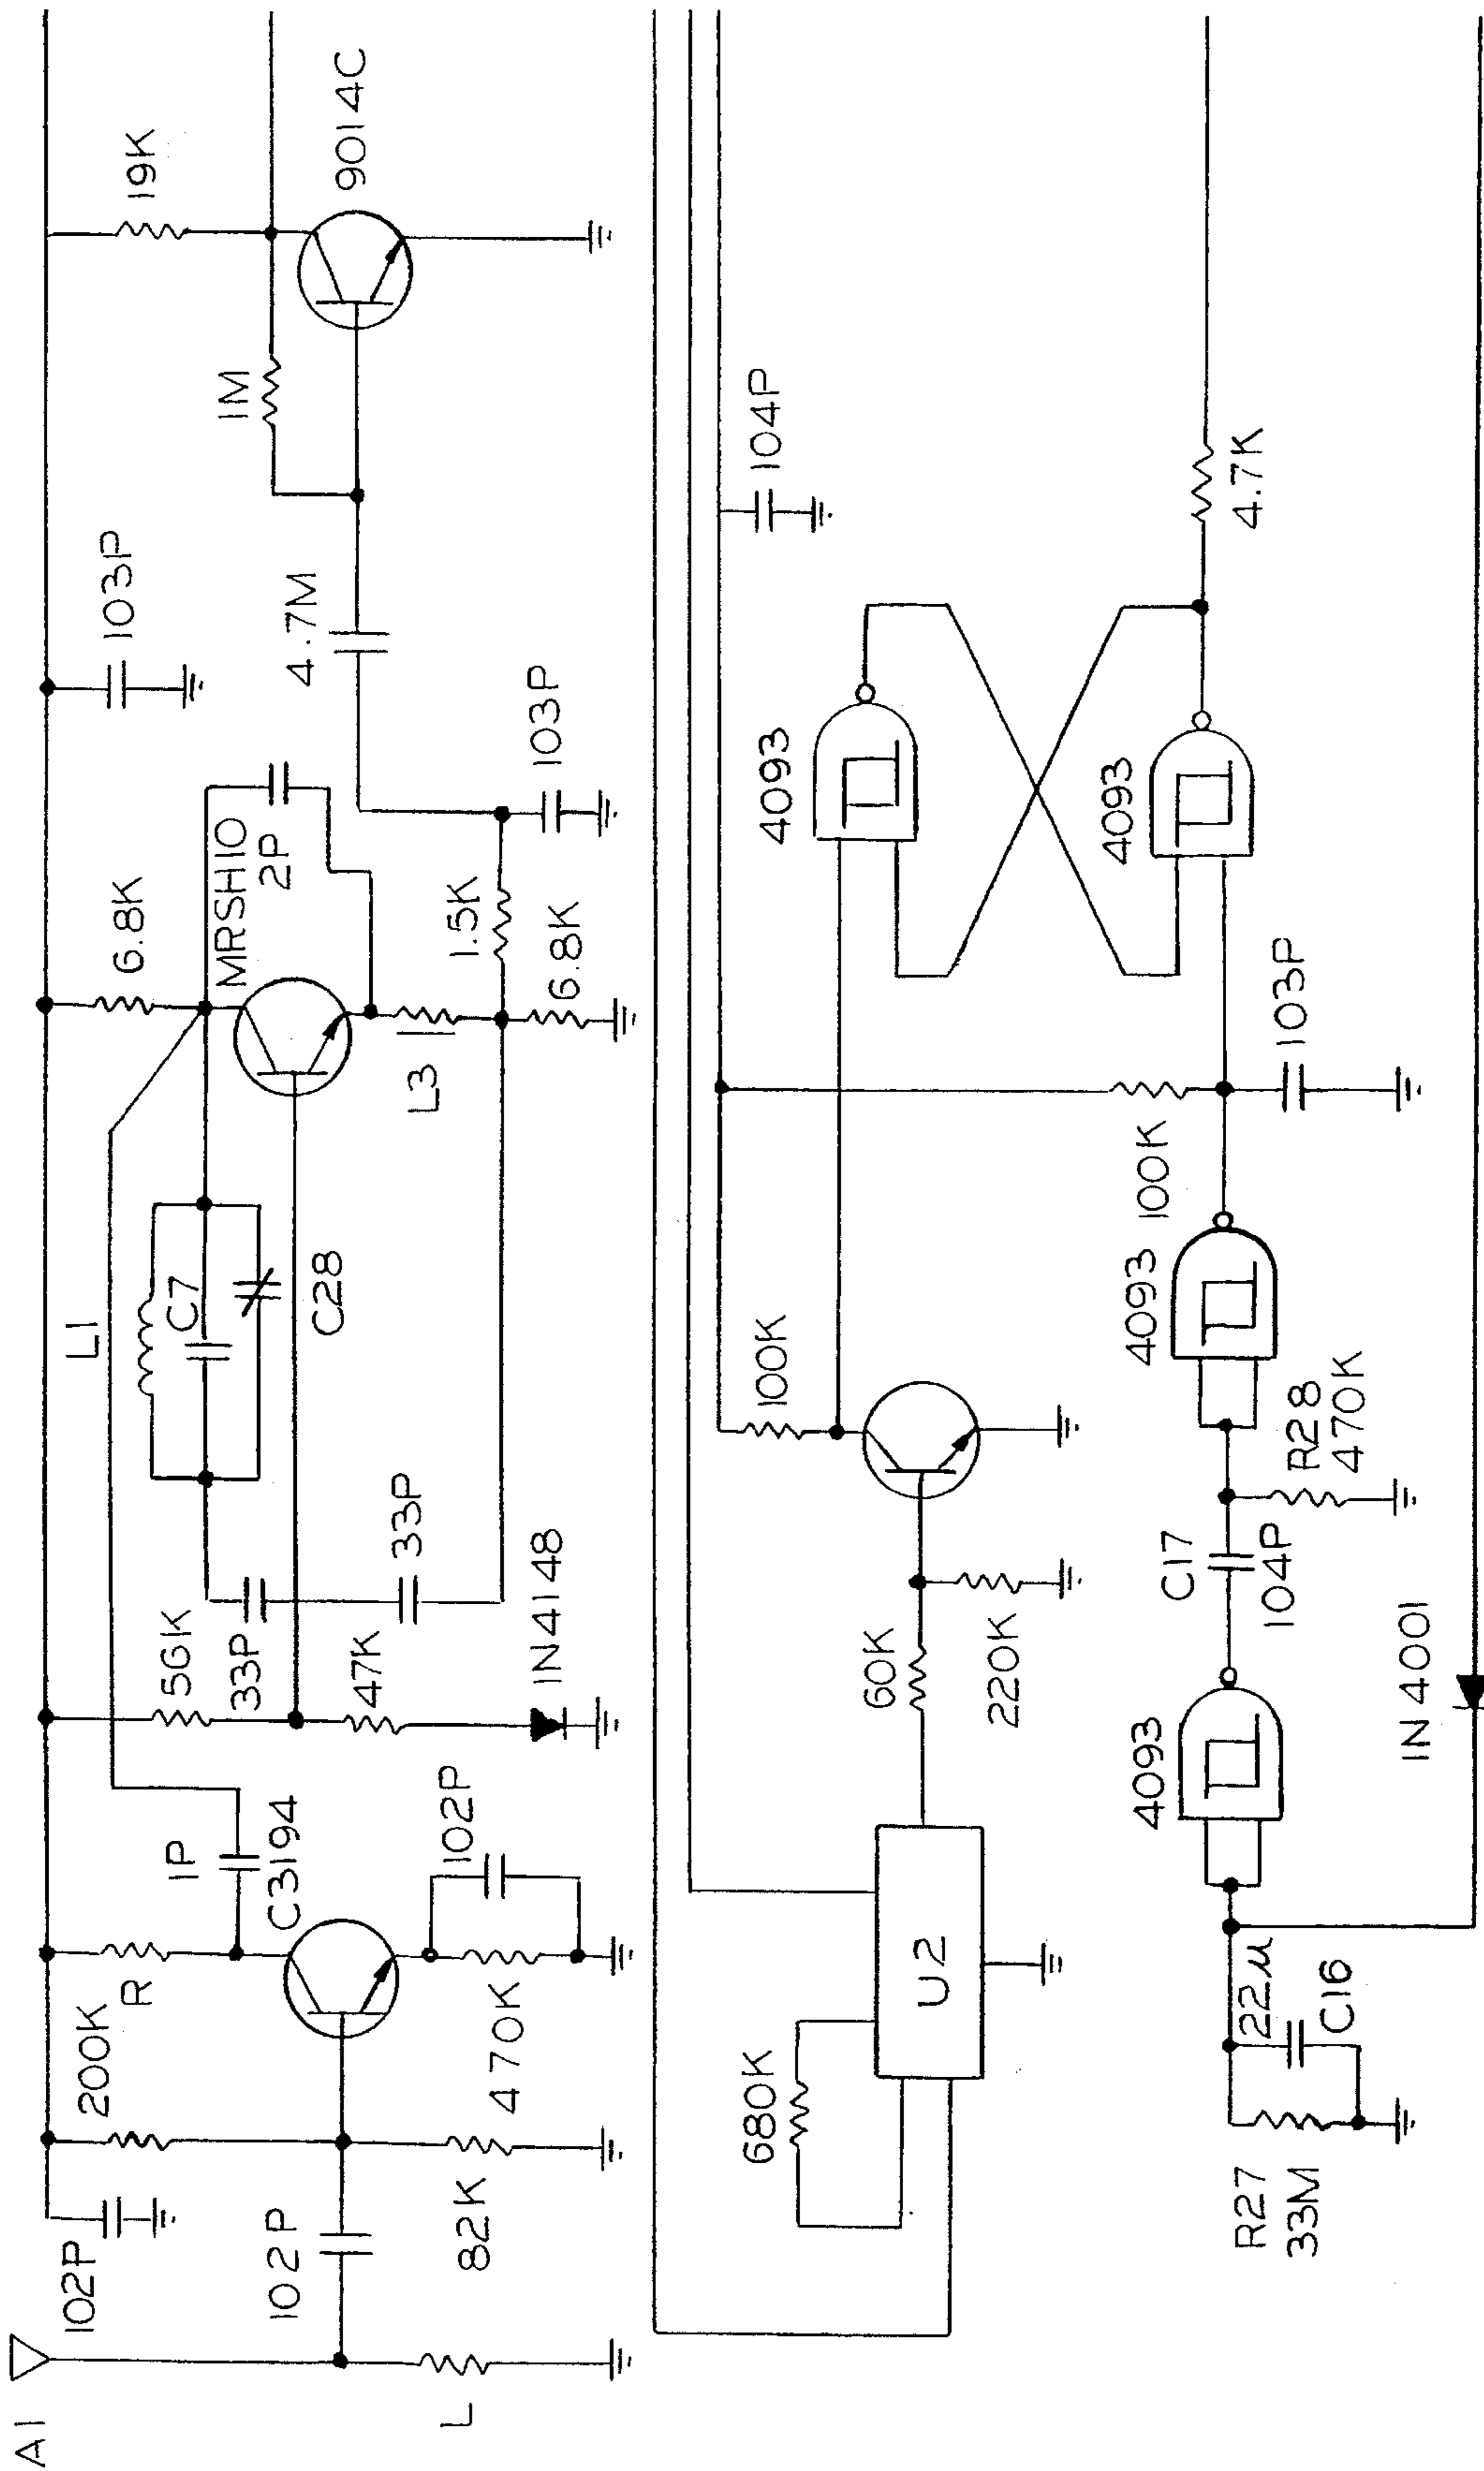 A1
102P
L
102P
200K
82K
R
1P
C3194
470K
102P
56K
33P
47K
IN4148
33P
L1
C7
C28
6.8K
MRSH10
2P
L3
1.5K
6.8K
103P
103P
4.7M
1M
19K
9014C
680K
U2
60K
220K
100K
4093
104P
R27
33M
22μ
C16
4093
IN4001
C17
104P
R28
470K
4093
100K
103P
4093
4.7K